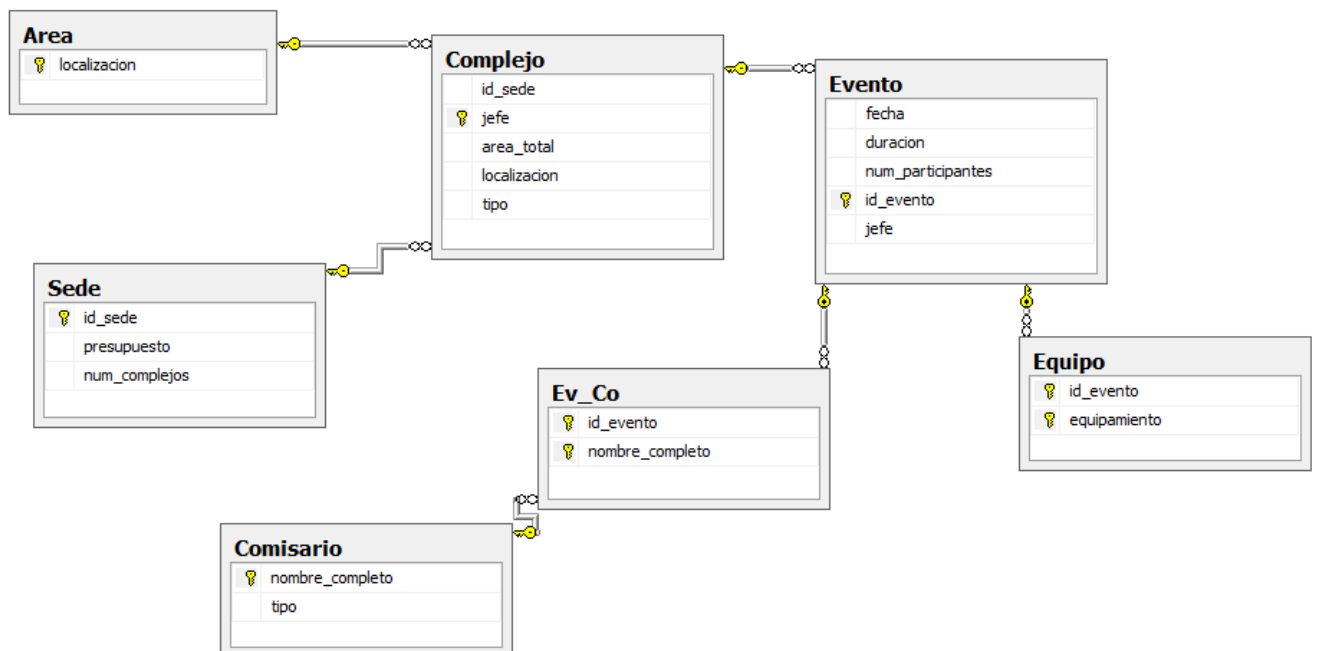 Area
localizacion
Complejo
id_sede
jefe
area_total
localizacion
tipo
Evento
fecha
duracion
num_participantes
id_evento
jefe
Sede
id_sede
presupuesto
num_complejos
Ev_Co
id_evento
nombre_completo
Equipo
id_evento
equipamiento
Comisario
nombre_completo
tipo